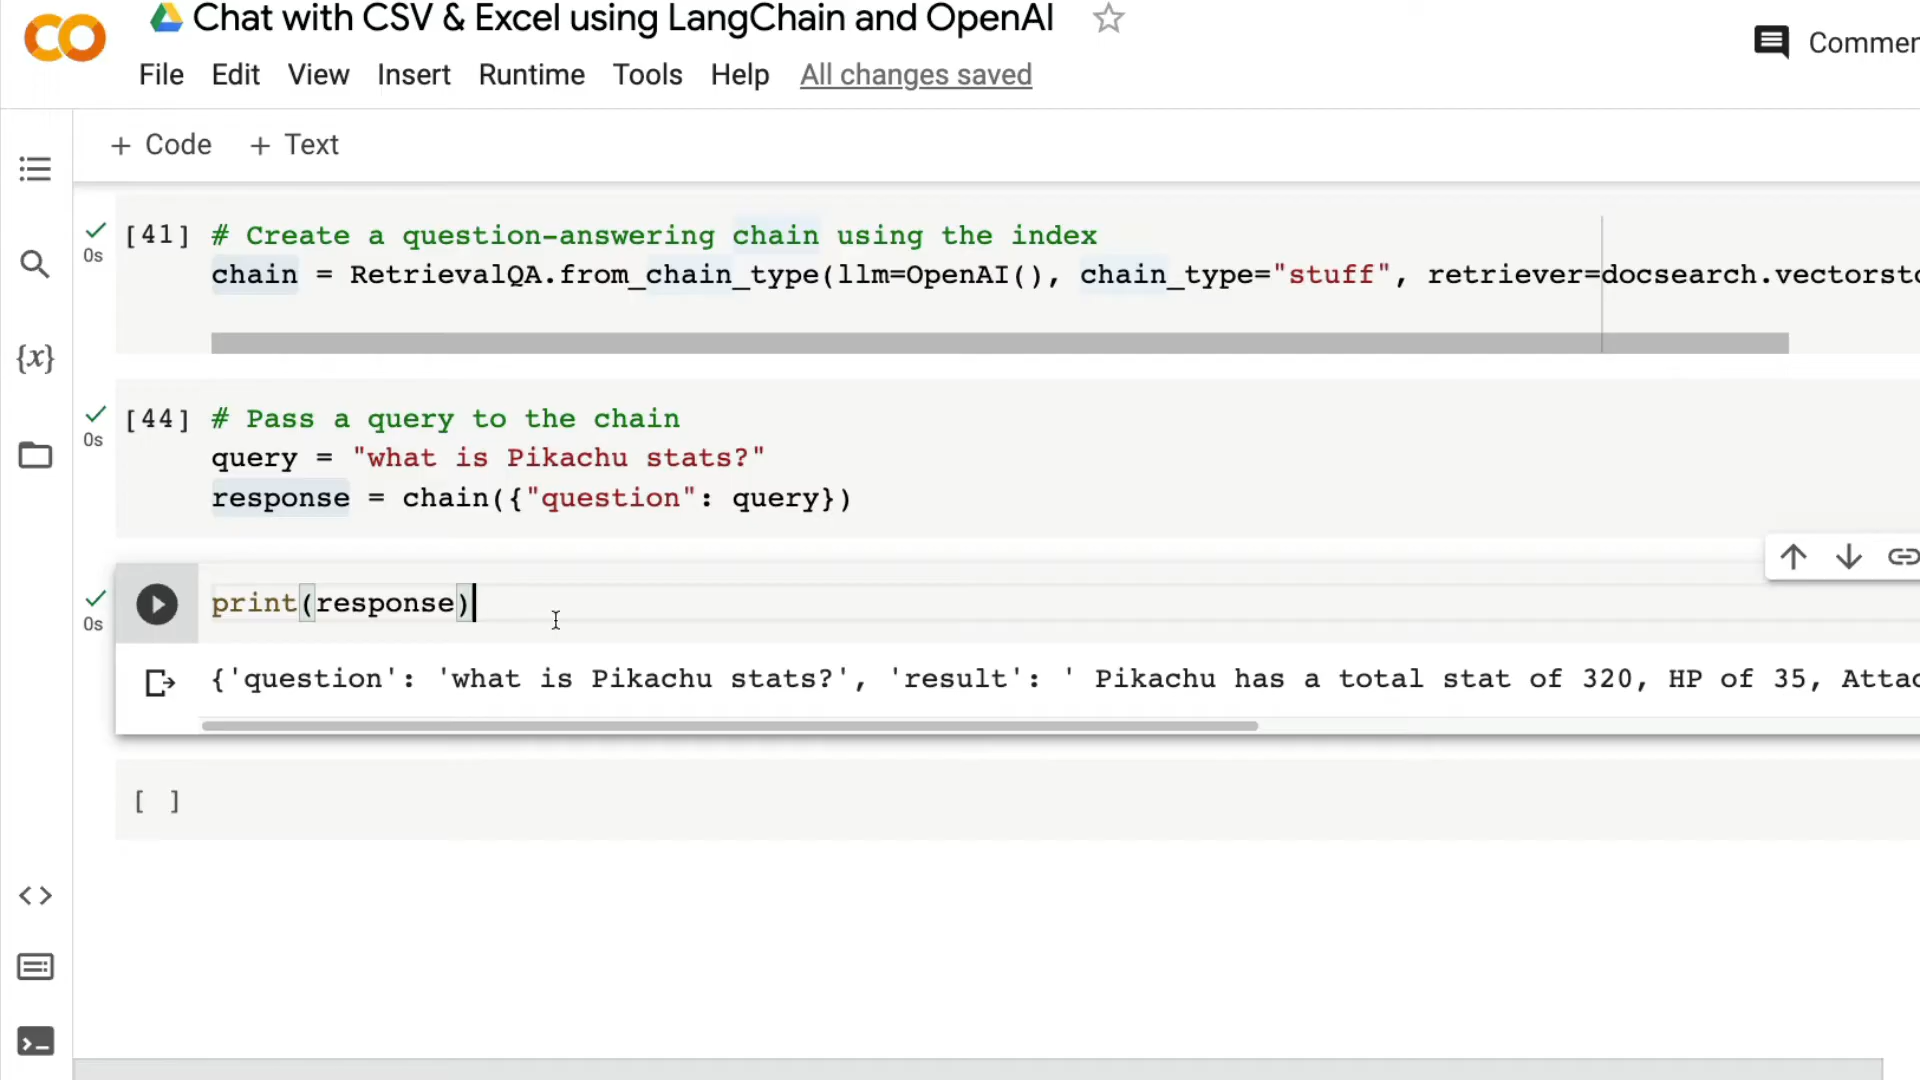 Chat with CSV & Excel using LangChain and OpenAI
Commen
File Edit View Insert Runtime Tools Help All changes saved
+ Code + Text
[41] # Create a question-answering chain using the index
0s
chain = RetrievalQA.from_chain_type(llm=OpenAI(), chain_type="stuff", retriever=docsearch.vectorsto
{x}
[44] # Pass a query to the chain
0s
query = "what is Pikachu stats?"
response = chain({"question": query})
print(response)
0s
{'question': 'what is Pikachu stats?', 'result': ' Pikachu has a total stat of 320, HP of 35, Attac
[ ]